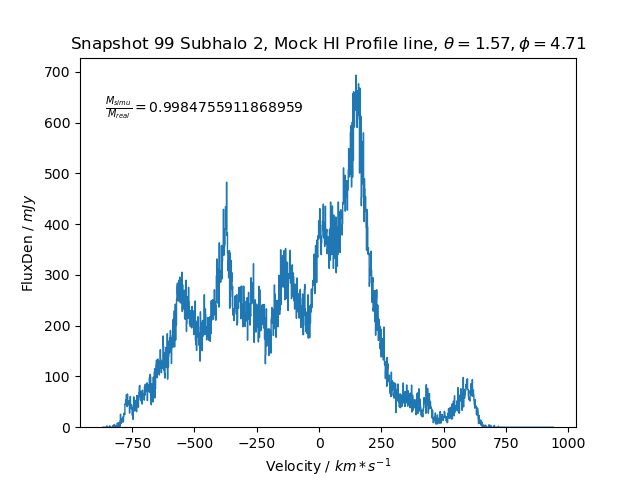 Snapshot 99 Subhalo 2, Mock HI Profile line, θ = 1.57, ϕ = 4.71
M_simu/M_real = 0.9984755911868959
FluxDen / mJy
700
600
500
400
300
200
100
0
−750 −500 −250 0 250 500 750 1000
Velocity / km * s⁻¹